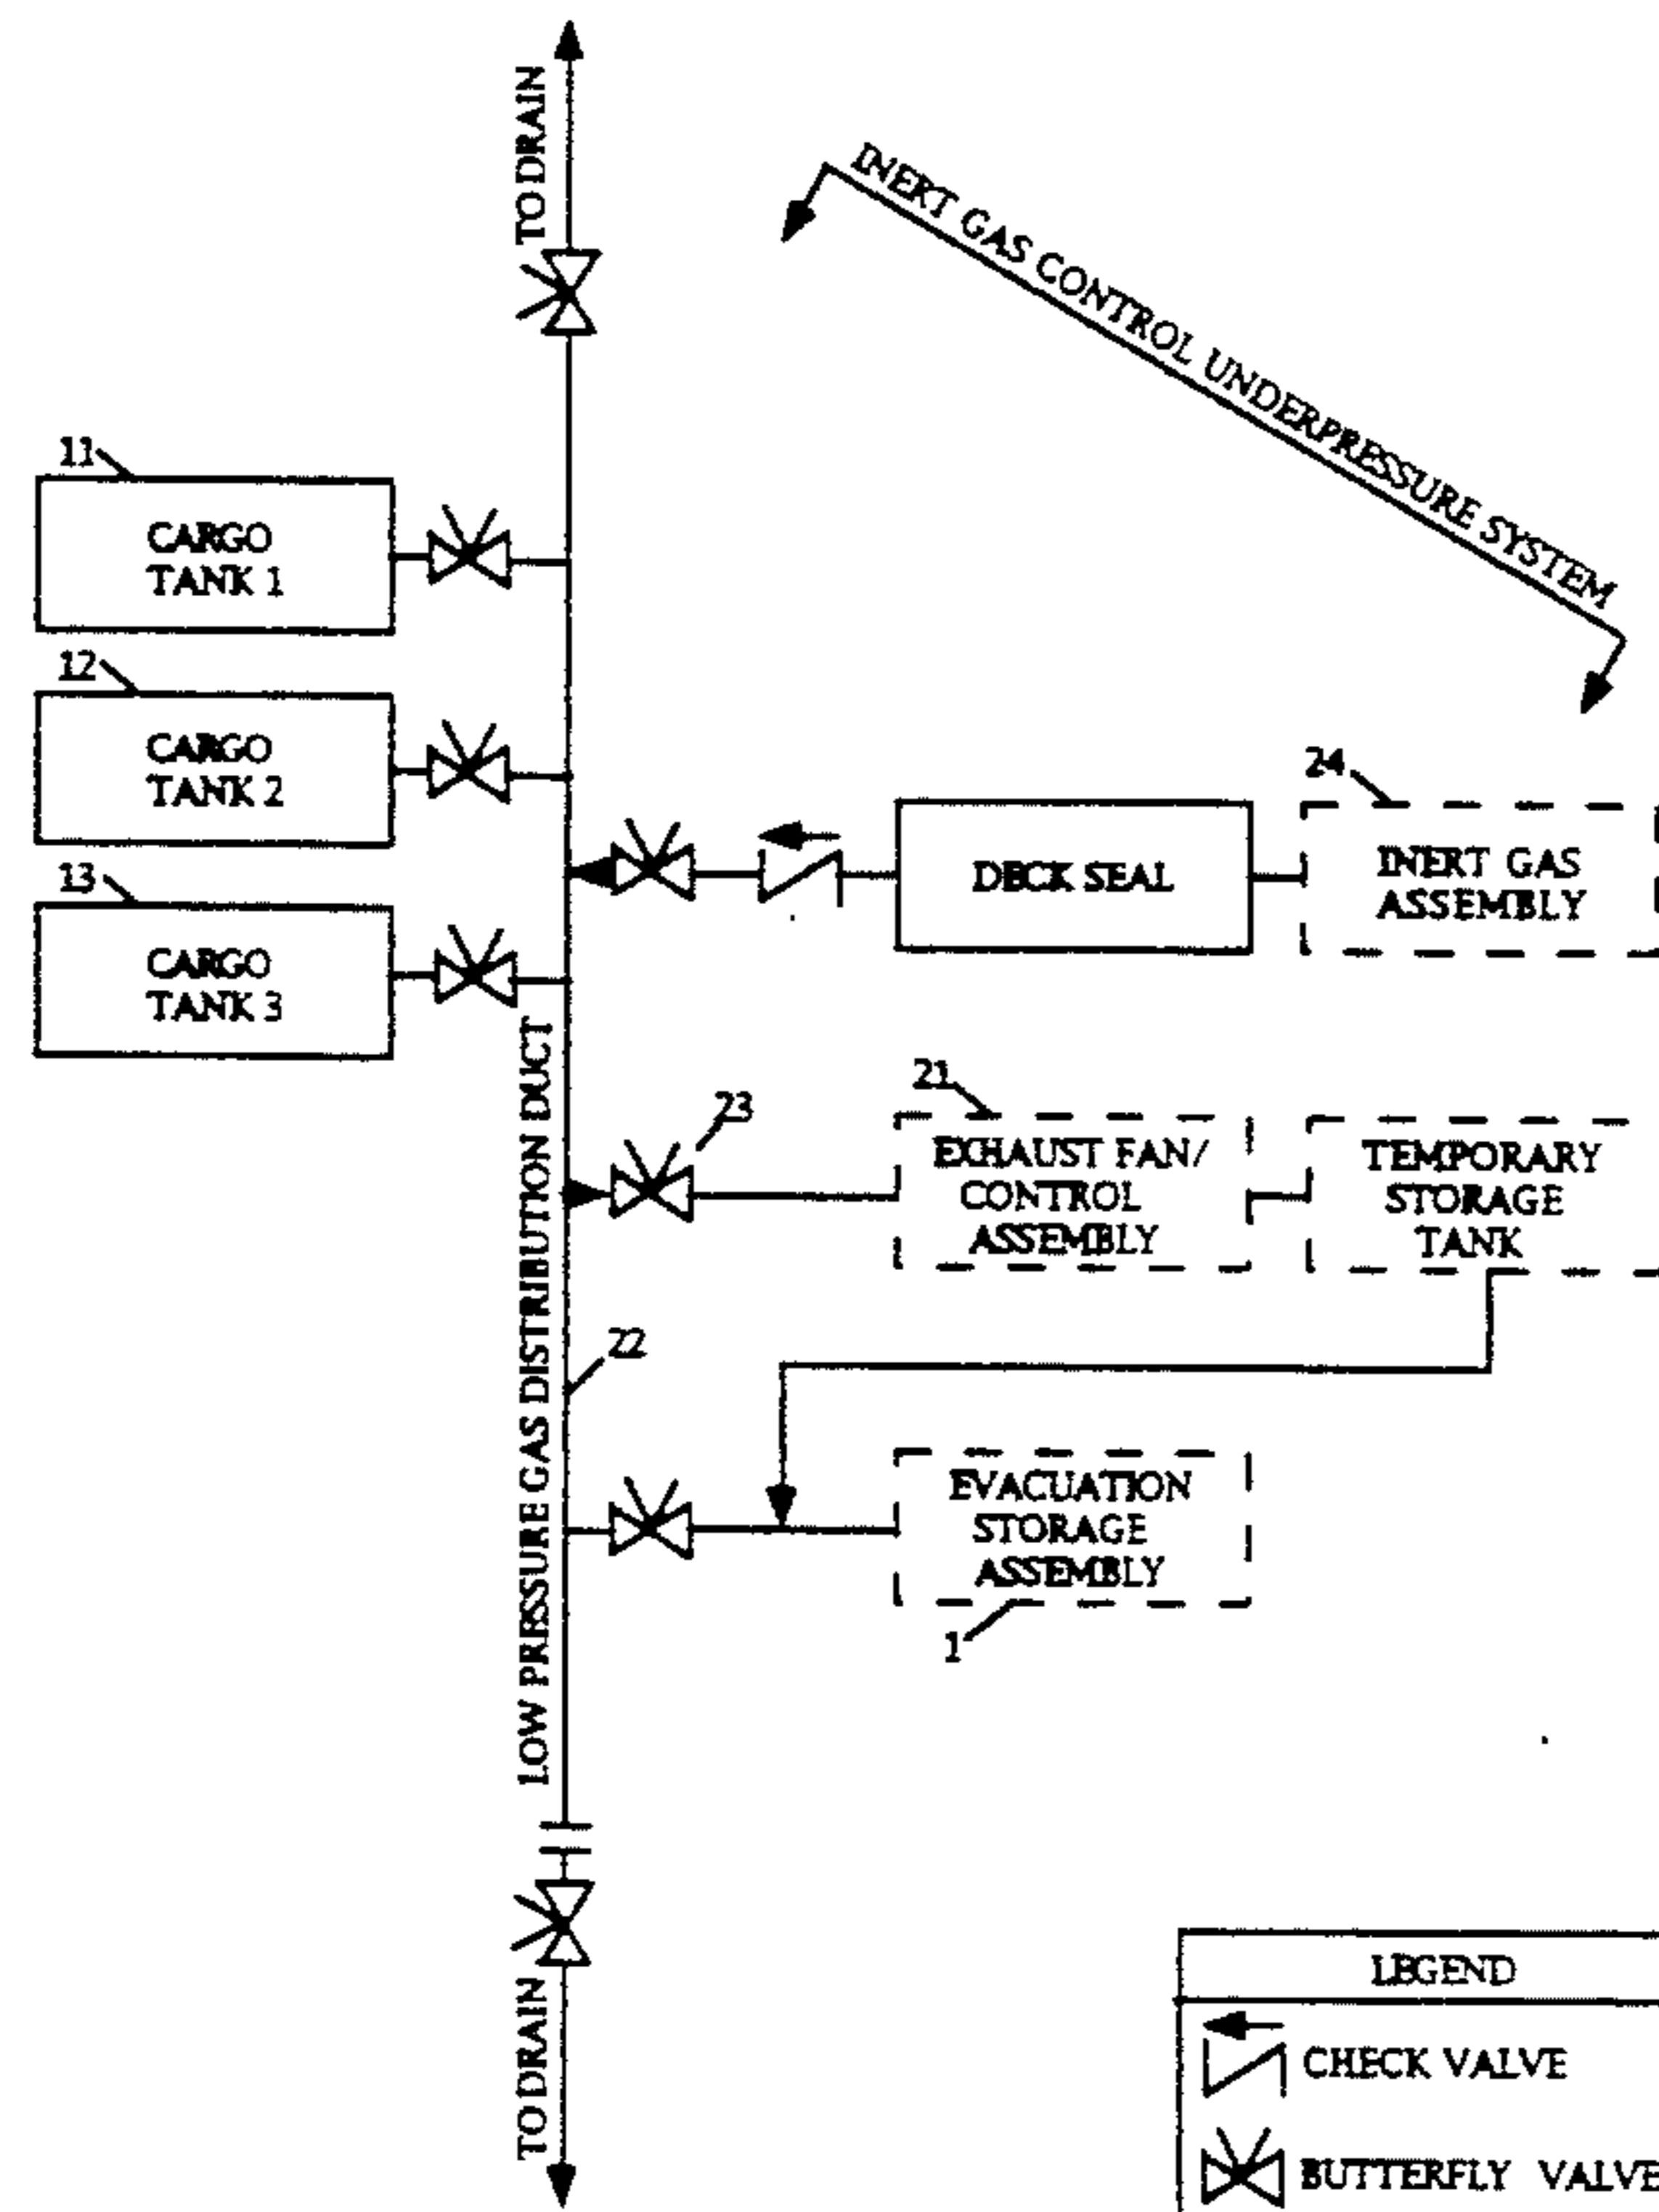 TO DRAIN
INERT GAS CONTROL UNDERPRESSURE SYSTEM
11
CARGO
TANK 1
12
CARGO
TANK 2
13
CARGO
TANK 3
DECK SEAL
24
INERT GAS
ASSEMBLY
23
21
EXHAUST FAN/
CONTROL
ASSEMBLY
TEMPORARY
STORAGE
TANK
LOW PRESSURE GAS DISTRIBUTION DUCT
22
EVACUATION
STORAGE
ASSEMBLY
1
TO DRAIN
LEGEND
CHECK VALVE
BUTTERFLY VALVE